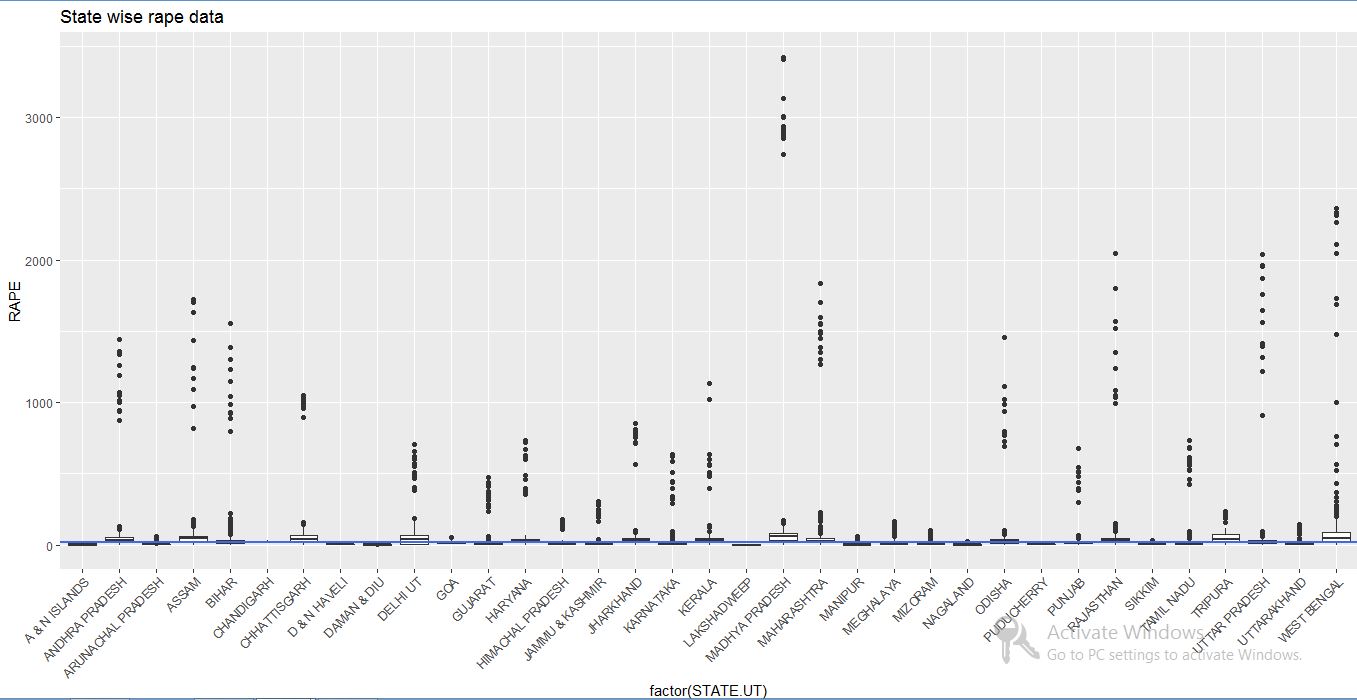 State wise rape data
RAPE
3000
2000
1000
0
A & N ISLANDS
ANDHRA PRADESH
ARUNACHAL PRADESH
ASSAM
BIHAR
CHANDIGARH
CHHATTISGARH
D & N HAVELI
DAMAN & DIU
DELHI UT
GOA
GUJARAT
HARYANA
HIMACHAL PRADESH
JAMMU & KASHMIR
JHARKHAND
KARNATAKA
KERALA
LAKSHADWEEP
MADHYA PRADESH
MAHARASHTRA
MANIPUR
MEGHALAYA
MIZORAM
NAGALAND
ODISHA
PUDUCHERRY
PUNJAB
RAJASTHAN
SIKKIM
TAMIL NADU
TRIPURA
UTTAR PRADESH
UTTARAKHAND
WEST BENGAL
Activate Windows
Go to PC settings to activate Windows.
factor(STATE.UT)